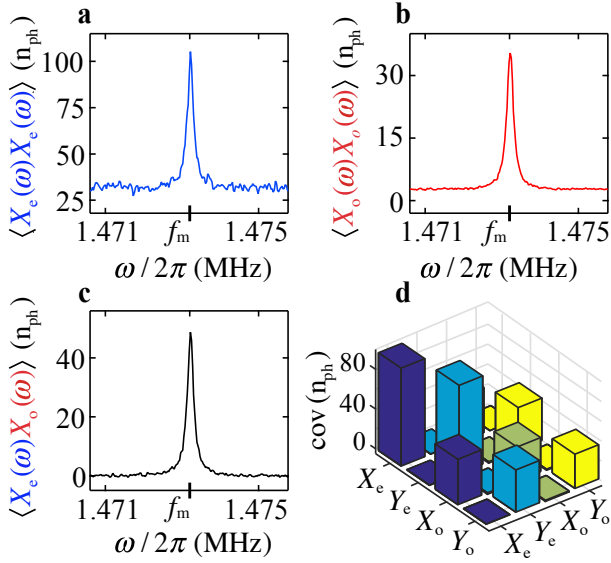 a
⟨Xₑ(ω)Xₑ(ω)⟩ (nₚₕ)
100
75
50
25
1.471 fₘ 1.475
ω / 2π (MHz)
b
⟨Xₒ(ω)Xₒ(ω)⟩ (nₚₕ)
30
15
0
1.471 fₘ 1.475
ω / 2π (MHz)
c
⟨Xₑ(ω)Xₒ(ω)⟩ (nₚₕ)
40
20
0
1.471 fₘ 1.475
ω / 2π (MHz)
d
cov (nₚₕ)
80
40
0
Xₑ Yₑ Xₒ Yₒ
Xₑ Yₑ Xₒ Yₒ